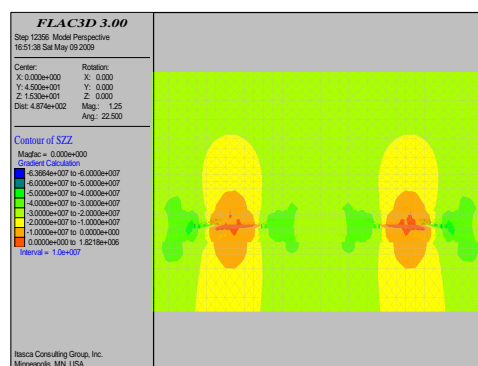 FLAC3D 3.00
Step 12356 Model Perspective
16:51:38 Sat May 09 2009
Center: Rotation:
X: 0.000e+000 X: 0.000
Y: 4.500e+001 Y: 0.000
Z: 1.530e+001 Z: 0.000
Dist: 4.874e+002 Mag.: 1.25
Ang.: 22.500
Contour of SZZ
Magfac = 0.000e+000
Gradient Calculation
-6.3664e+007 to -6.0000e+007
-6.0000e+007 to -5.0000e+007
-5.0000e+007 to -4.0000e+007
-4.0000e+007 to -3.0000e+007
-3.0000e+007 to -2.0000e+007
-2.0000e+007 to -1.0000e+007
-1.0000e+007 to 0.0000e+000
0.0000e+000 to 1.8218e+006
Interval = 1.0e+007
Itasca Consulting Group, Inc.
Minneapolis, MN USA